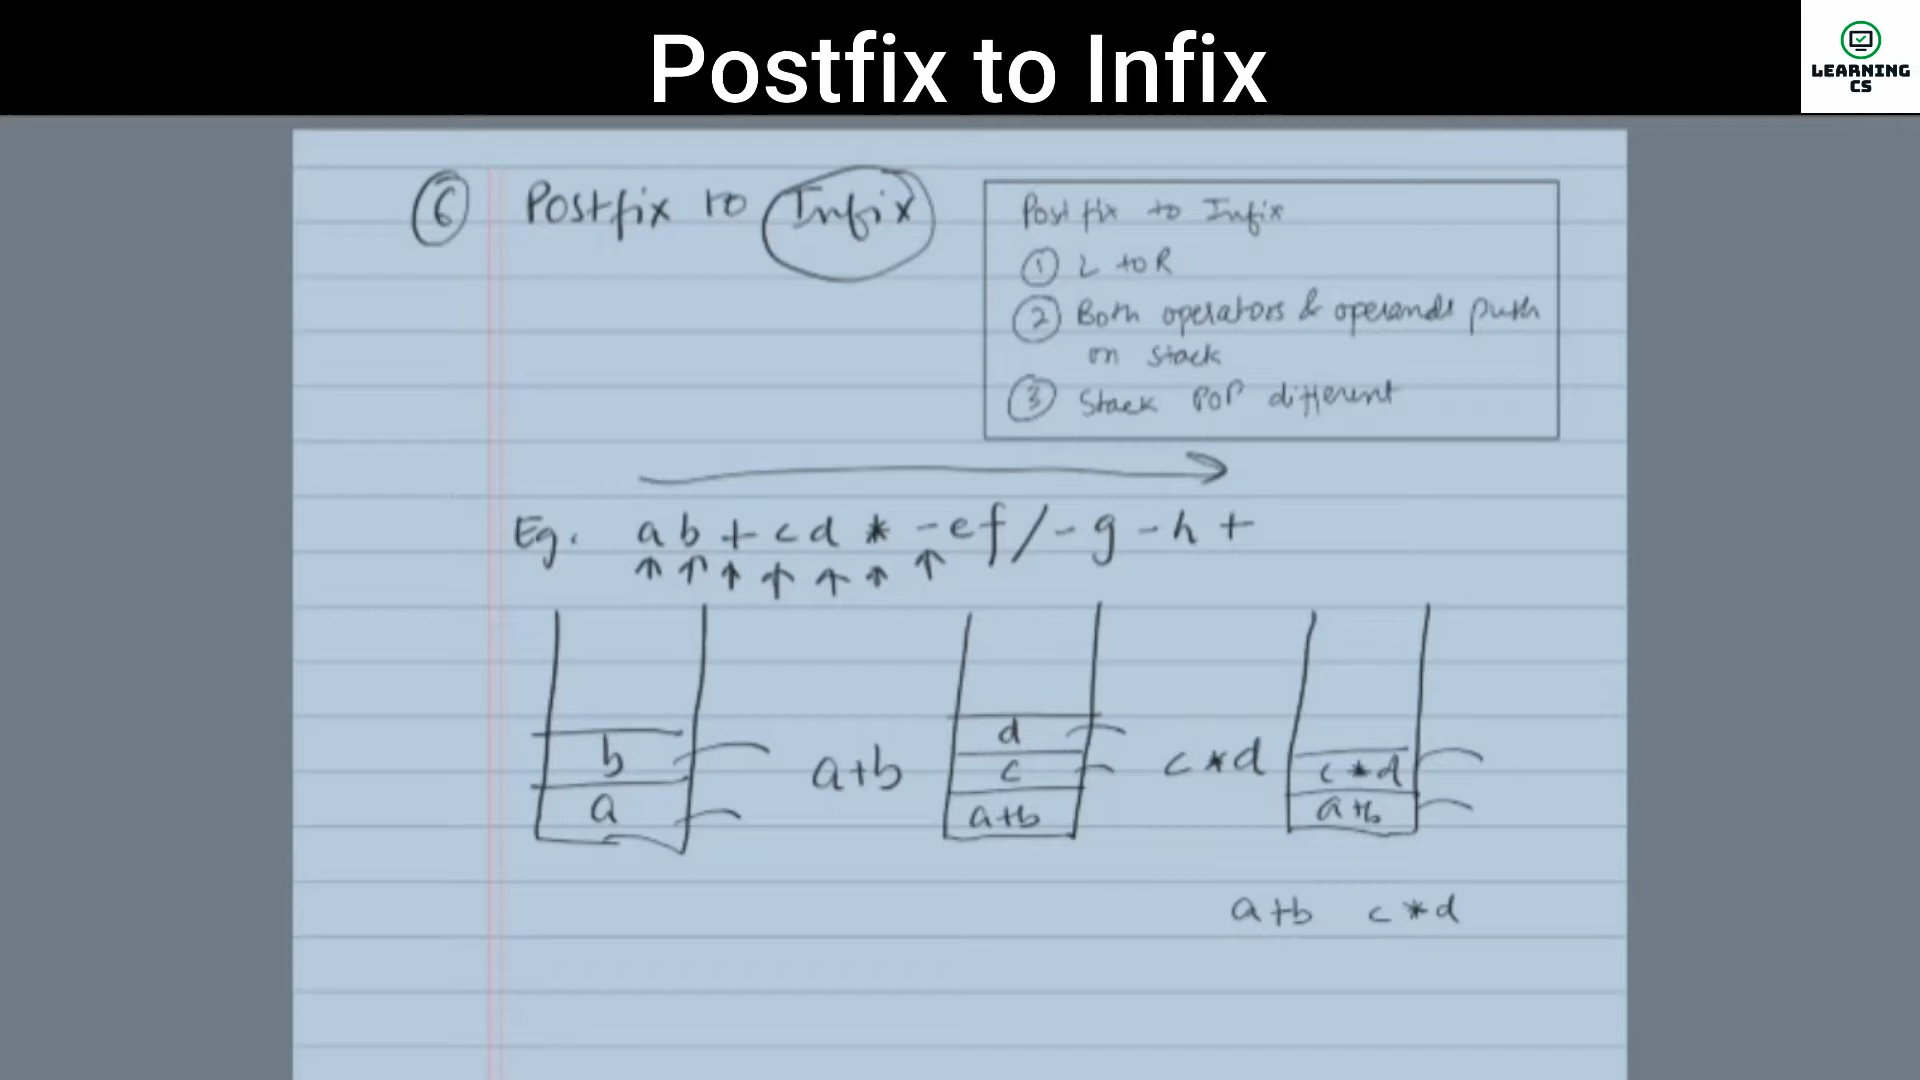 Postfix to Infix
LEARNING
CS
6 Postfix to Infix
Postfix to Infix
1 L to R
2 Both operators & operands push
on stack
3 Stack POP different
Eg. a b + c d * - e f / - g - h +
b
a
a+b
d
c
a+b
c*d
c*d
a+b
a+b c*d